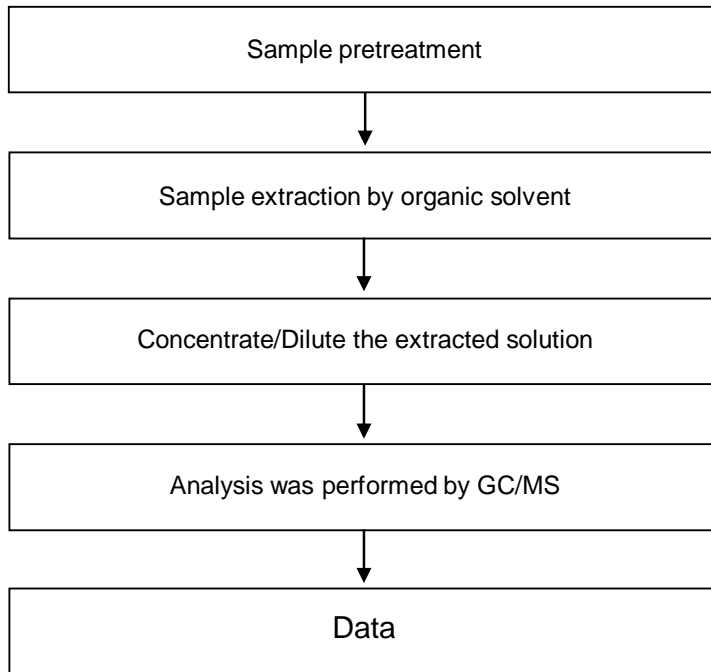 Sample pretreatment
Sample extraction by organic solvent
Concentrate/Dilute the extracted solution
Analysis was performed by GC/MS
Data